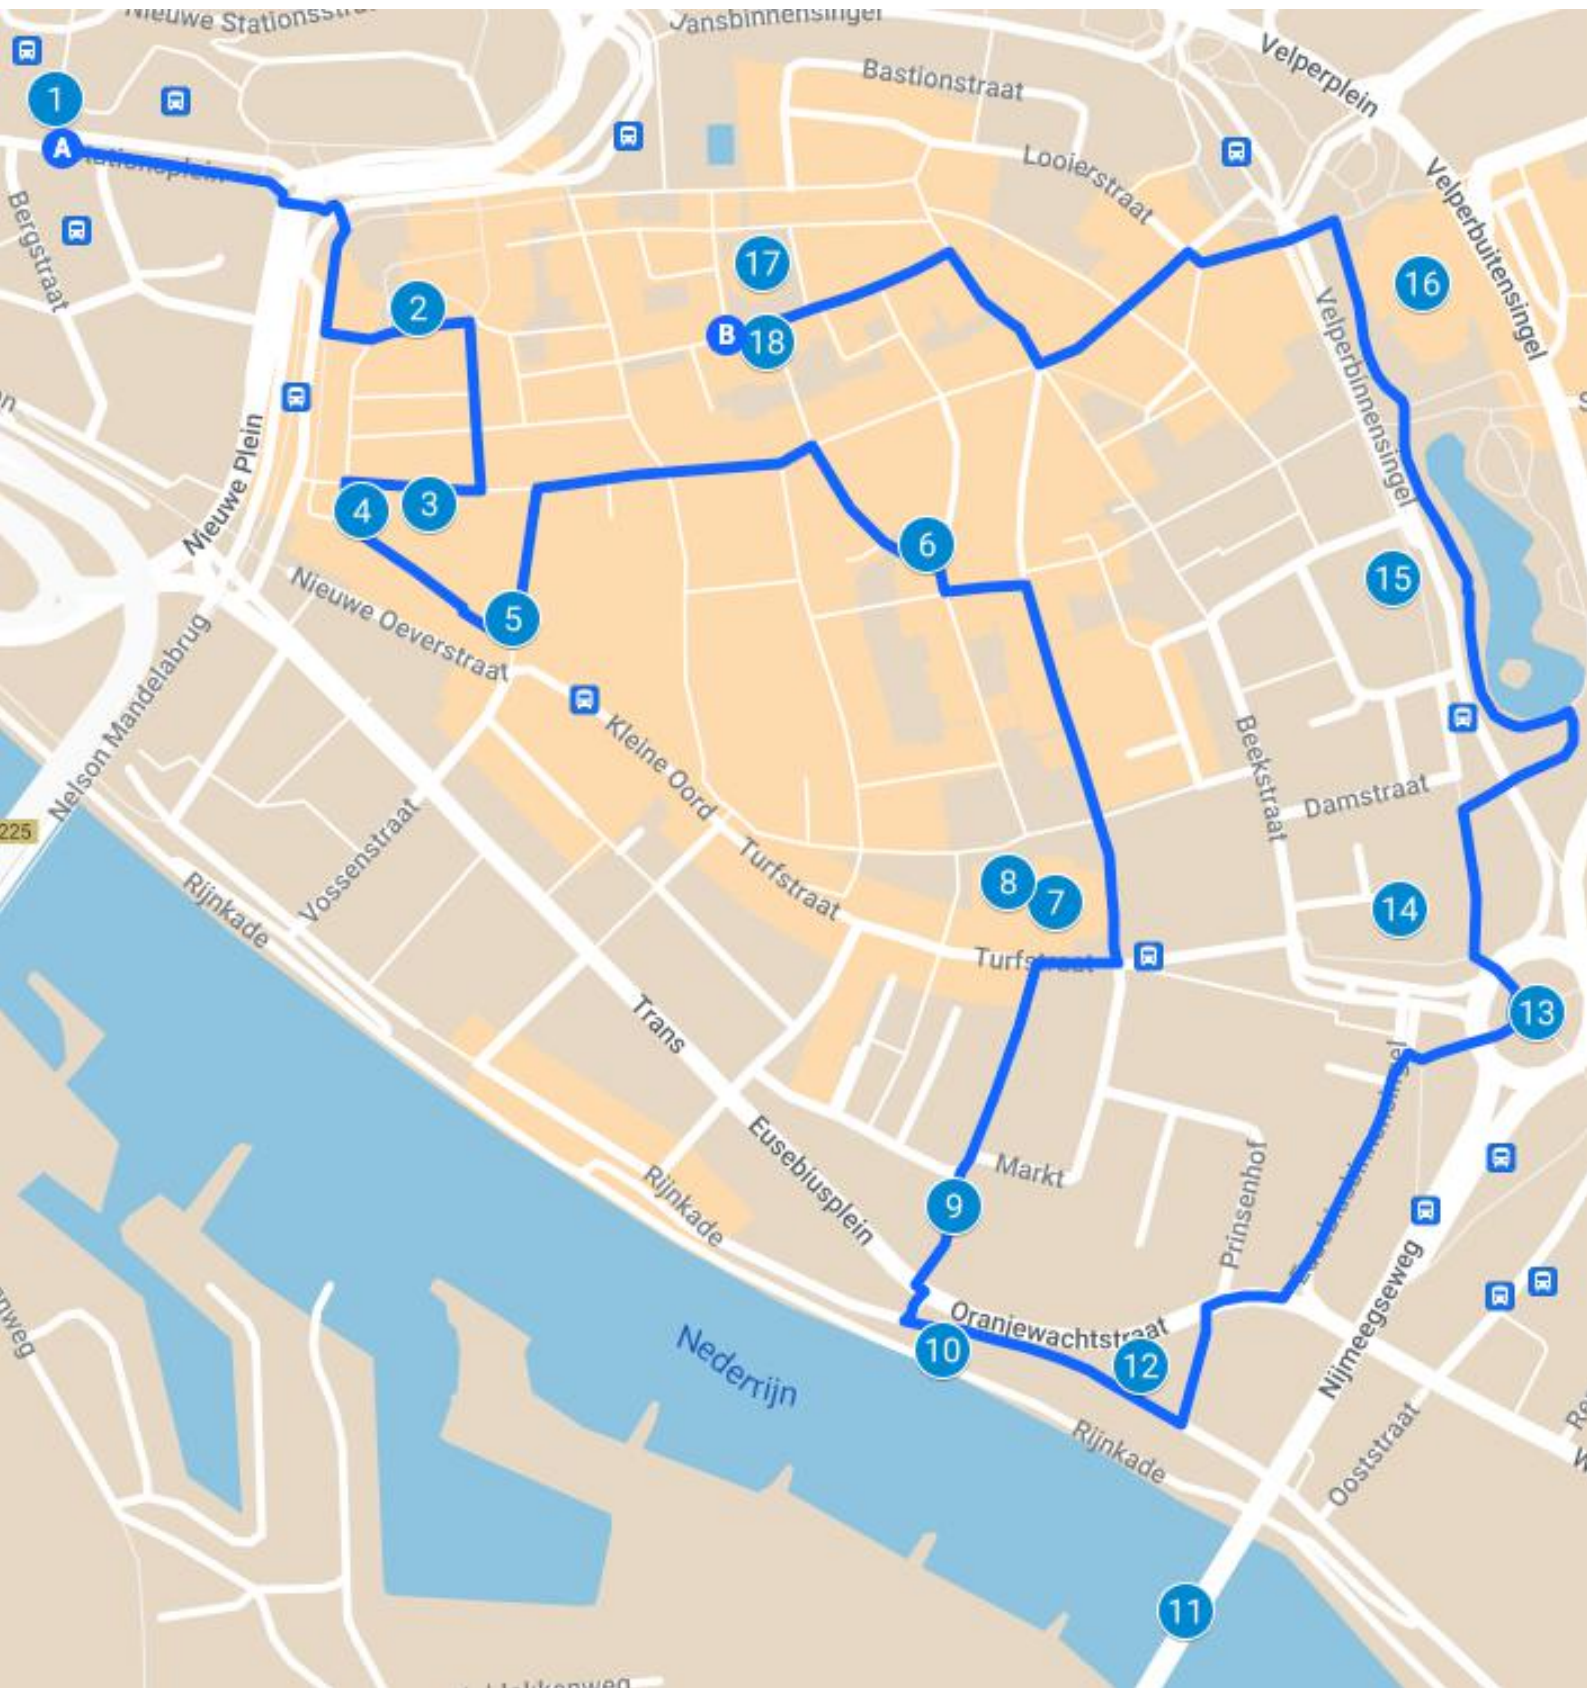 Nieuwe Stationsstr
Jansbinnensingel
Velperplein
Bastionstraat
1
A
Stationsplein
Looierstraat
Velperbuitensingel
Bergstraat
17
16
2
B
18
Velperbinnensingel
Nieuwe Plein
4
3
6
15
Nieuwe Oeverstraat
5
Nelson Mandelabrug
Kleine Oord
Beekstraat
Damstraat
225
Vossenstraat
Turfstraat
8
7
14
Rijnkade
Turfstraat
13
Trans
Eusebiusbinnensingel
Eusebiusplein
Markt
Prinsenhof
Rijnkade
9
Nijmeegseweg
Oranjewachtstraat
10
12
Nederrijn
Rijnkade
Ooststraat
11